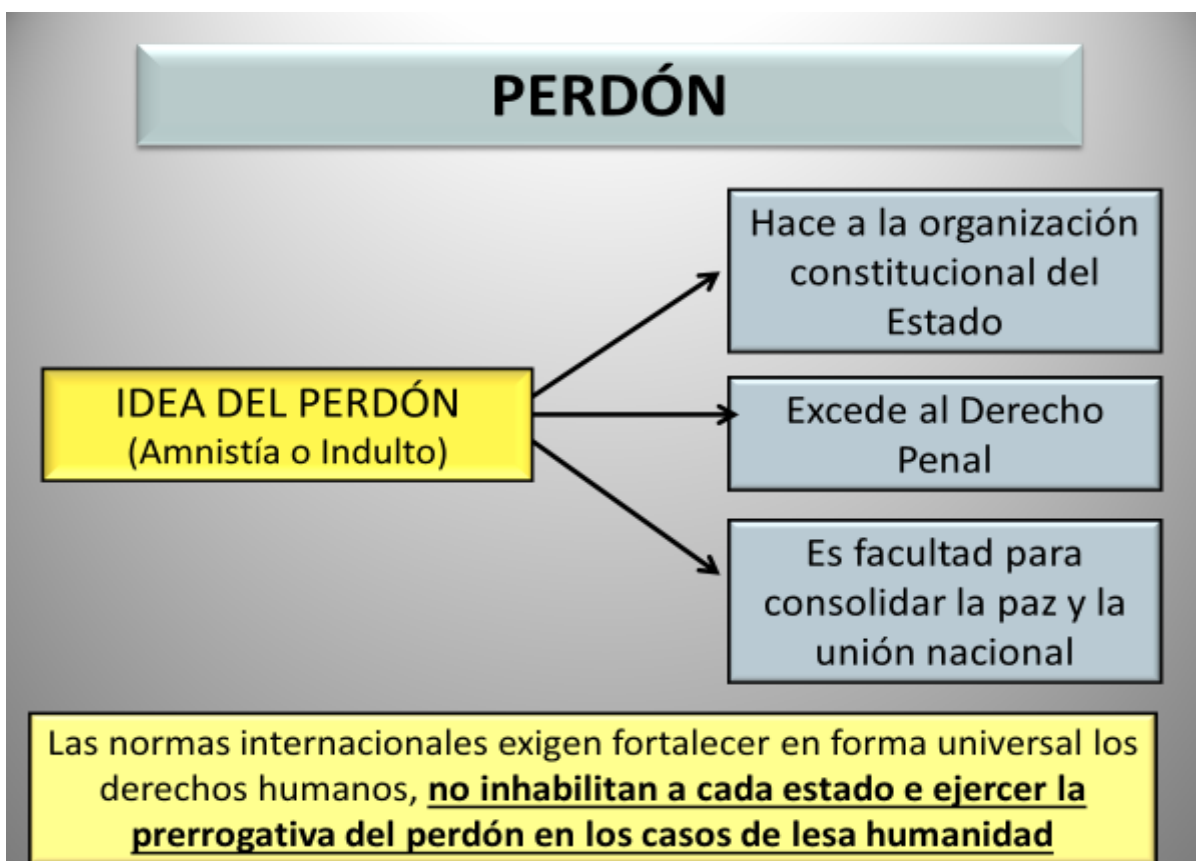 PERDÓN
Hace a la organización
constitucional del
Estado
IDEA DEL PERDÓN
(Amnistía o Indulto)
Excede al Derecho
Penal
Es facultad para
consolidar la paz y la
unión nacional
Las normas internacionales exigen fortalecer en forma universal los
derechos humanos, no inhabilitan a cada estado e ejercer la
prerrogativa del perdón en los casos de lesa humanidad